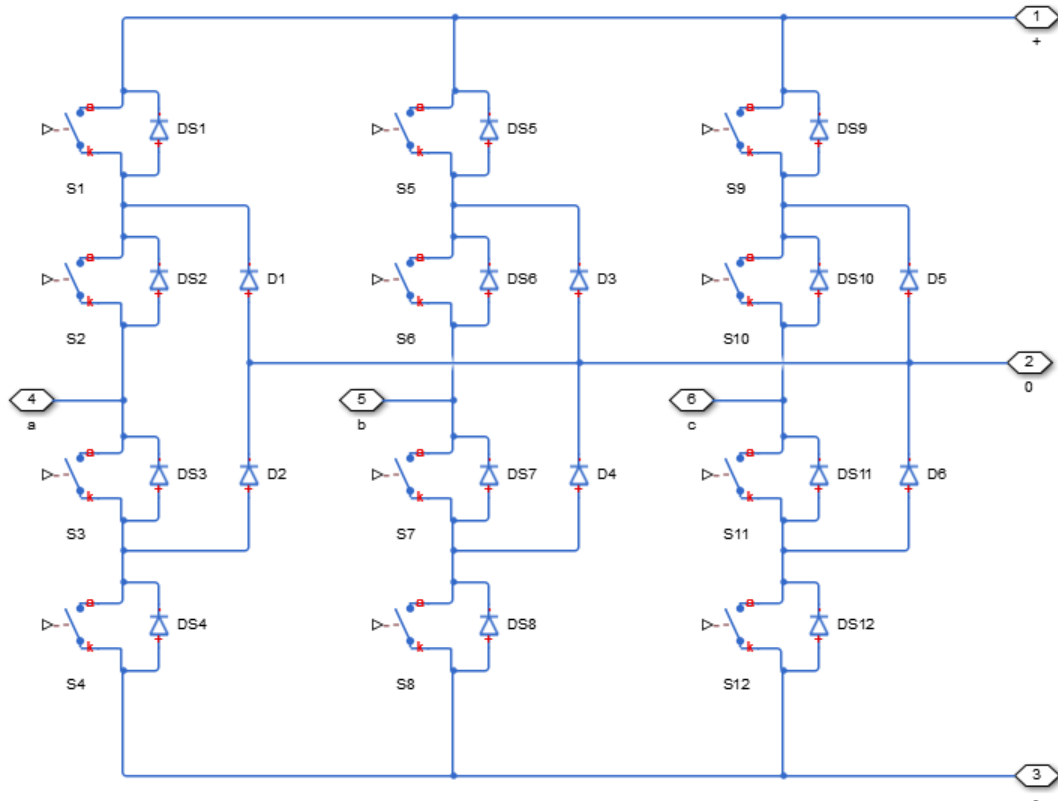 1
+
a
DS1
k
S1
a
DS5
k
S5
a
DS9
k
S9
a
DS2
D1
k
S2
a
DS6
D3
k
S6
a
DS10
D5
k
S10
2
0
4
a
5
b
6
c
a
DS3
D2
k
S3
a
DS7
D4
k
S7
a
DS11
D6
k
S11
a
DS4
k
S4
a
DS8
k
S8
a
DS12
k
S12
3